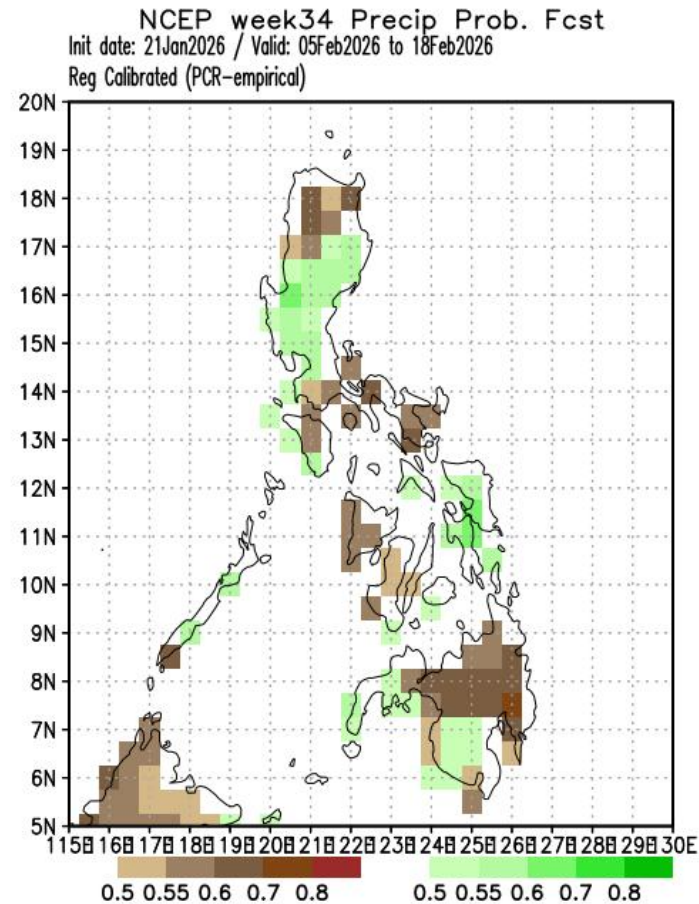 NCEP week34 Precip Prob. Fcst
Init date: 21Jan2026 / Valid: 05Feb2026 to 18Feb2026
Reg Calibrated (PCR-empirical)
20N
19N
18N
17N
16N
15N
14N
13N
12N
11N
10N
9N
8N
7N
6N
5N
115E 116E 117E 118E 119E 120E 121E 122E 123E 124E 125E 126E 127E 128E 129E 130E
0.5 0.55 0.6 0.7 0.8 0.5 0.55 0.6 0.7 0.8